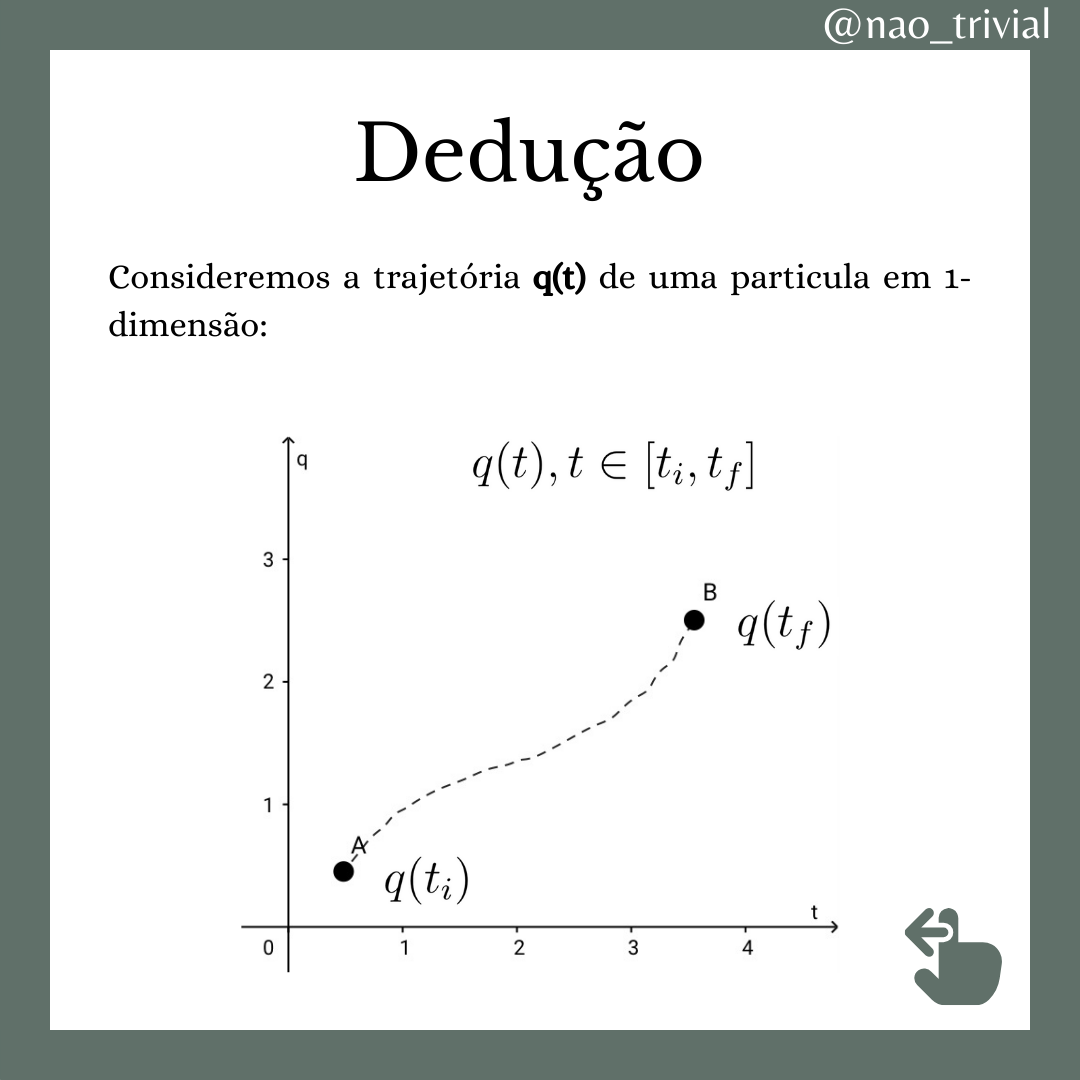 @nao_trivial
Dedução
Consideremos a trajetória q(t) de uma particula em 1-
dimensão:
q
q(t), t ∈ [t_i, t_f]
3
B
q(t_f)
2
1
A
q(t_i)
t
0 1 2 3 4